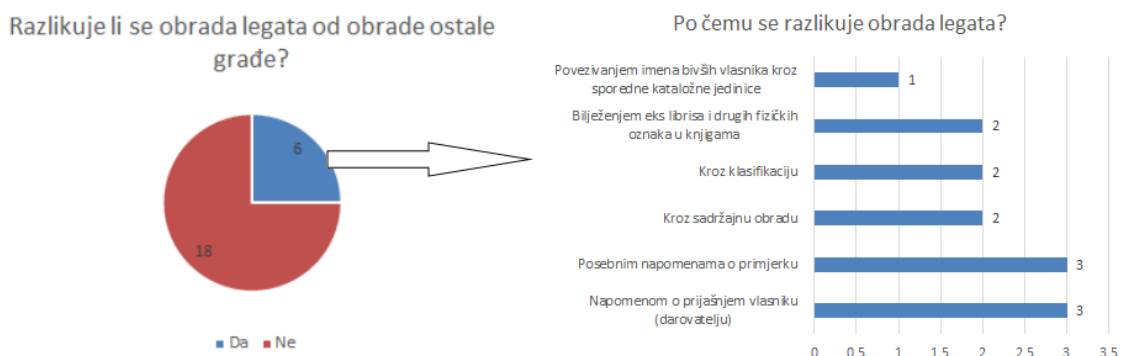 Razlikuje li se obrada legata od obrade ostale
građe?
6
18
Da Ne
Po čemu se razlikuje obrada legata?
Povezivanjem imena bivših vlasnika kroz
sporedne kataložne jedinice
1
Bilježenjem eks librisa i drugih fizičkih
oznaka u knjigama
2
Kroz klasifikaciju
2
Kroz sadržajnu obradu
2
Posebnim napomenama o primjerku
3
Napomenom o prijašnjem vlasniku
(darovatelju)
3
0 0.5 1 1.5 2 2.5 3 3.5